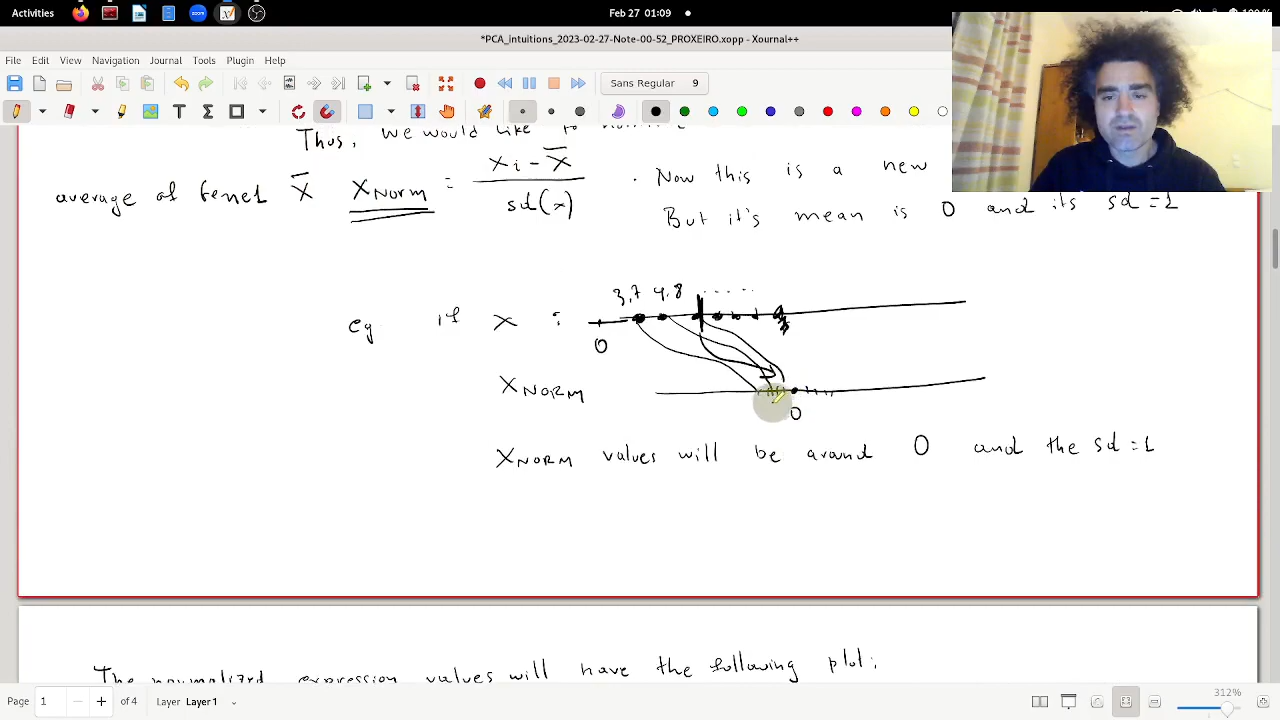 Activities
Feb 27 01:09
*PCA_intuitions_2023-02-27-Note-00-52_PROXEIRO.xopp - Xournal++
File Edit View Navigation Journal Tools Plugin Help
Sans Regular 9
Thus, we would like to
average of X̄ X_NORM = (xi - X̄) / sd(x) . Now this is a new
But it's mean is 0 and its sd = 1
3,7 4,8 .....
eg. if X :
0
X_NORM
0
X_NORM values will be around 0 and the sd = 1
The normalized expression values will have the following plot:
Page 1 of 4 Layer Layer1 312%